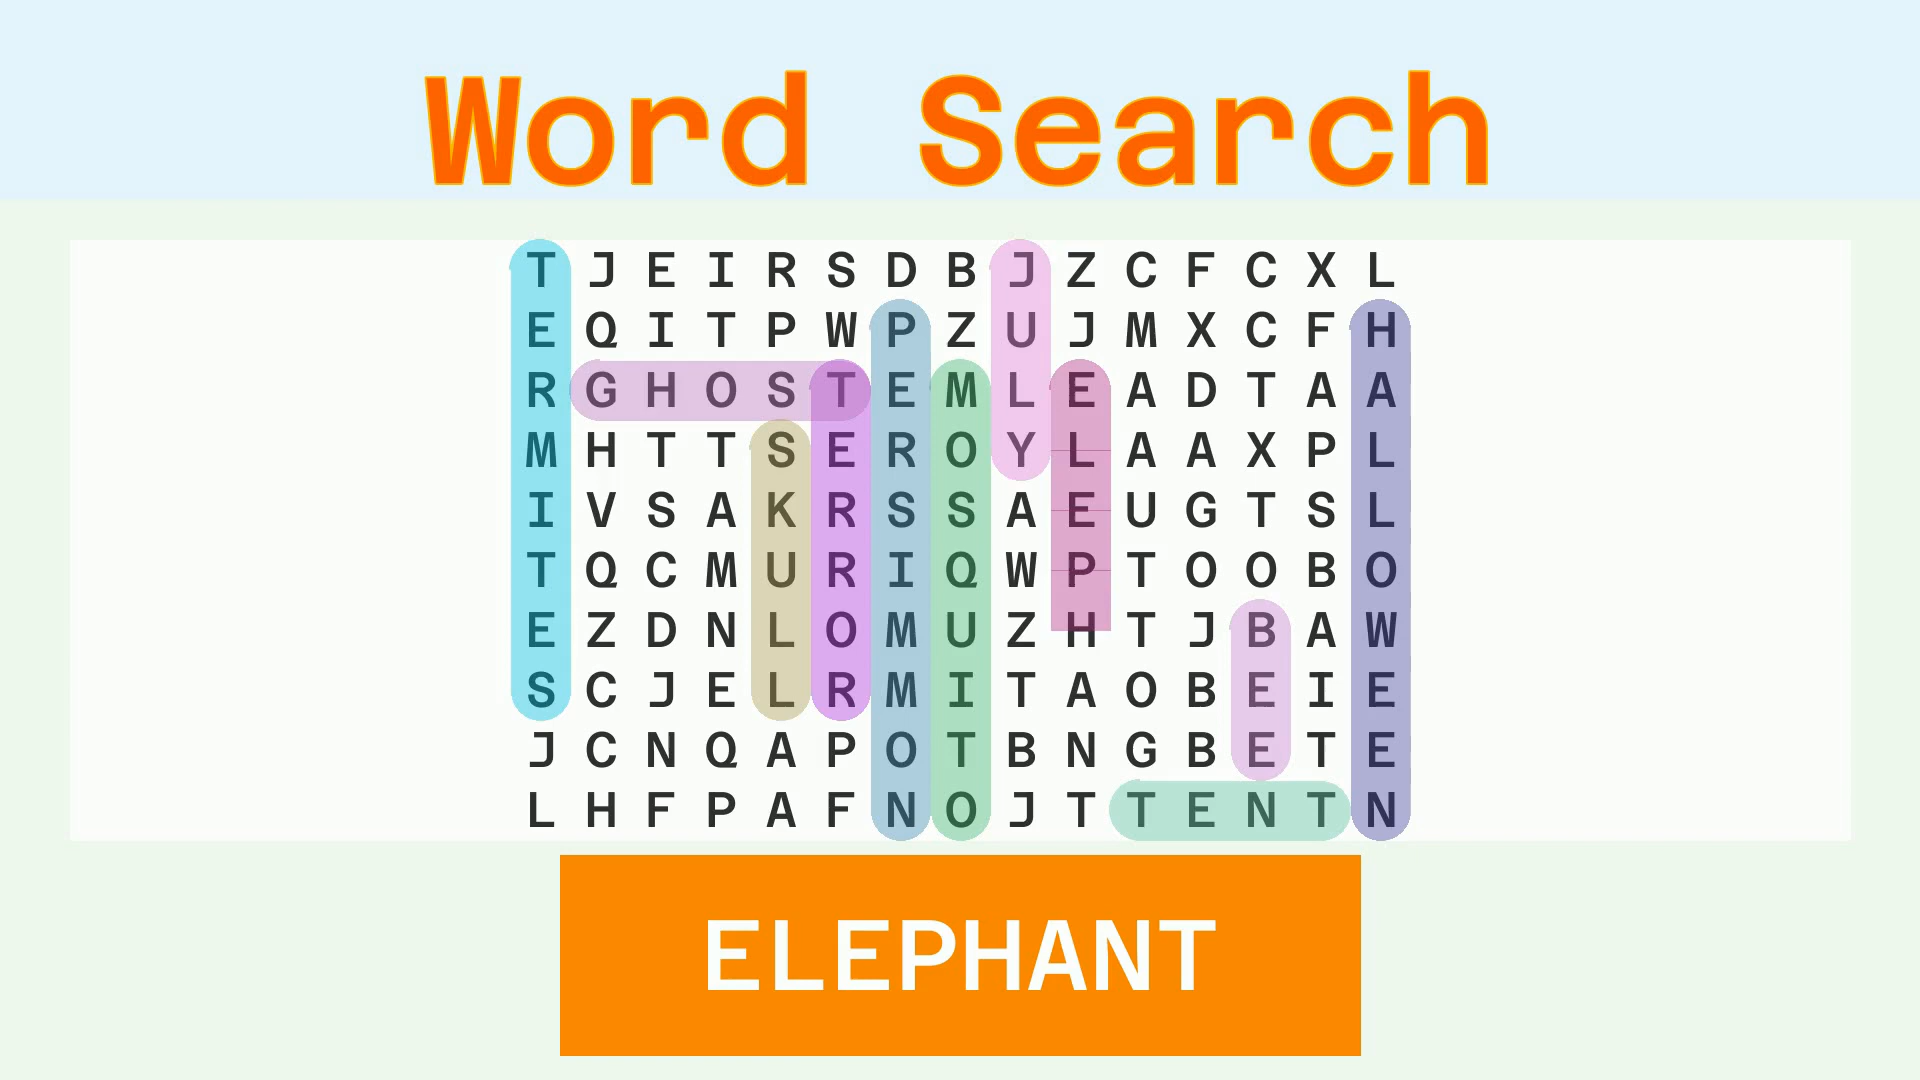 Word Search
T J E I R S D B J Z C F C X L
E Q I T P W P Z U J M X C F H
R G H O S T E M L E A D T A A
M H T T S E R O Y L A A X P L
I V S A K R S S A E U G T S L
T Q C M U R I Q W P T O O B O
E Z D N L O M U Z H T J B A W
S C J E L R M I T A O B E I E
J C N Q A P O T B N G B E T E
L H F P A F N O J T T E N T N
ELEPHANT